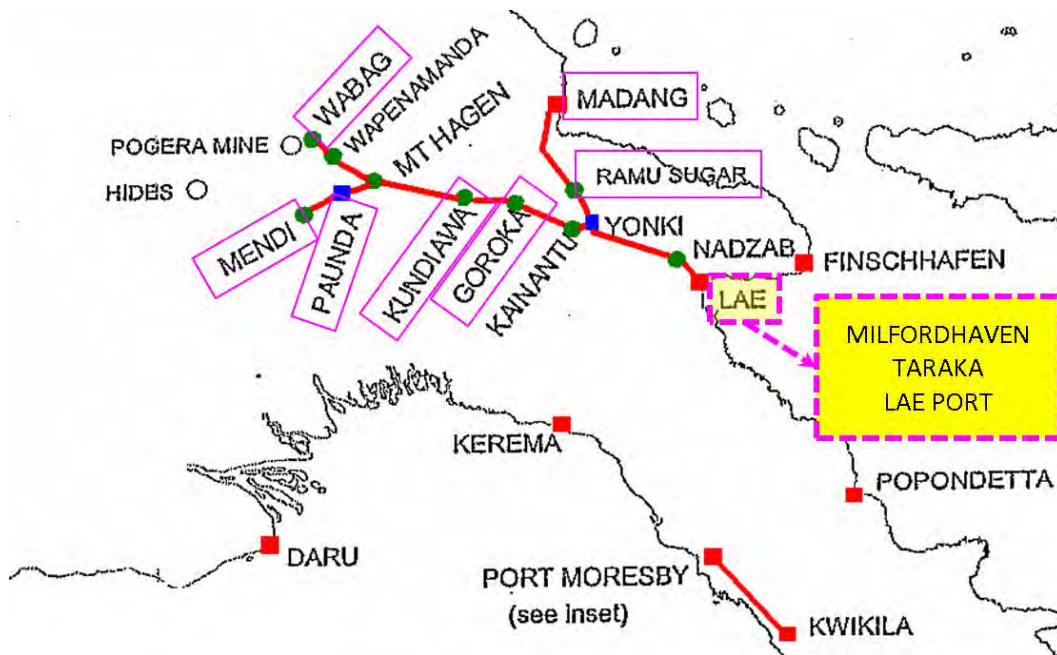 WABAG
WAPENAMANDA
MT HAGEN
POGERA MINE
HIDES
MENDI
PAUNDA
KUNDIAWA
GOROKA
KAINANTU
MADANG
RAMU SUGAR
YONKI
NADZAB
FINSCHHAFEN
LAE
MILFORDHAVEN
TARAKA
LAE PORT
KEREMA
POPONDETTA
DARU
PORT MORESBY
(see inset)
KWIKILA